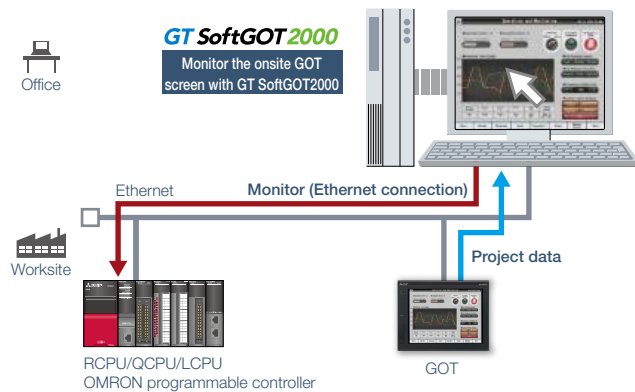 GT SoftGOT2000
Monitor the onsite GOT
screen with GT SoftGOT2000
Office
Ethernet
Monitor (Ethernet connection)
Worksite
Project data
RCPU/QCPU/LCPU
OMRON programmable controller
GOT